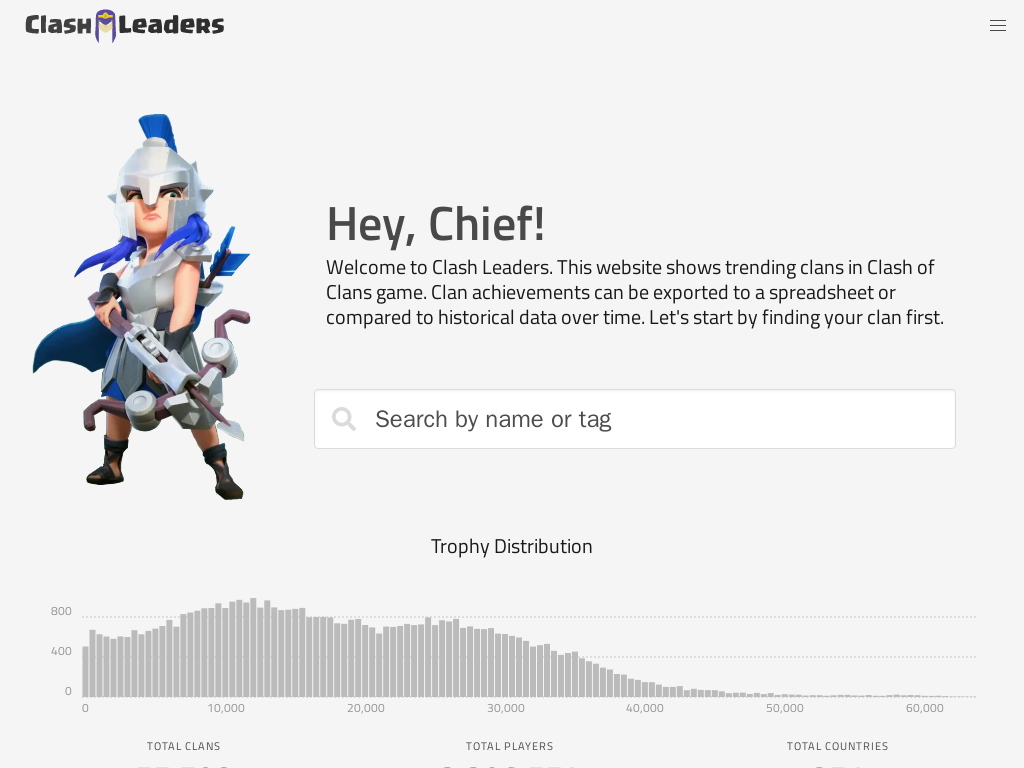 Clash Leaders
Hey, Chief!
Welcome to Clash Leaders. This website shows trending clans in Clash of
Clans game. Clan achievements can be exported to a spreadsheet or
compared to historical data over time. Let's start by finding your clan first.
Search by name or tag
Trophy Distribution
800
400
0
0 10,000 20,000 30,000 40,000 50,000 60,000
TOTAL CLANS TOTAL PLAYERS TOTAL COUNTRIES